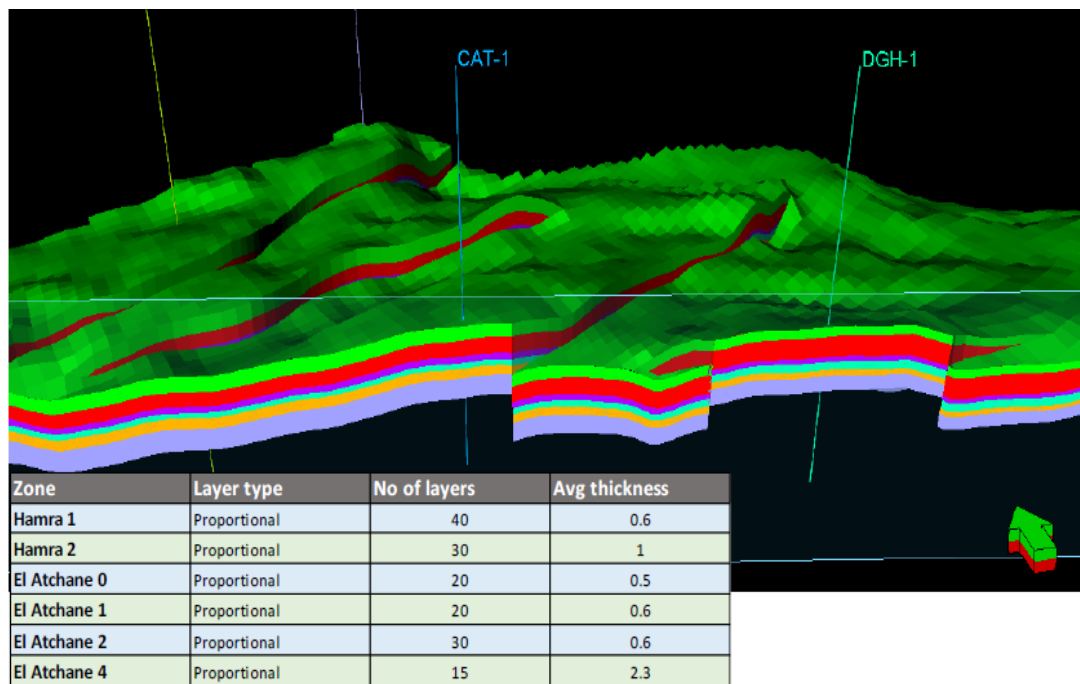 CAT-1 DGH-1
Zone Layer type No of layers Avg thickness
Hamra 1 Proportional 40 0.6
Hamra 2 Proportional 30 1
El Atchane 0 Proportional 20 0.5
El Atchane 1 Proportional 20 0.6
El Atchane 2 Proportional 30 0.6
El Atchane 4 Proportional 15 2.3